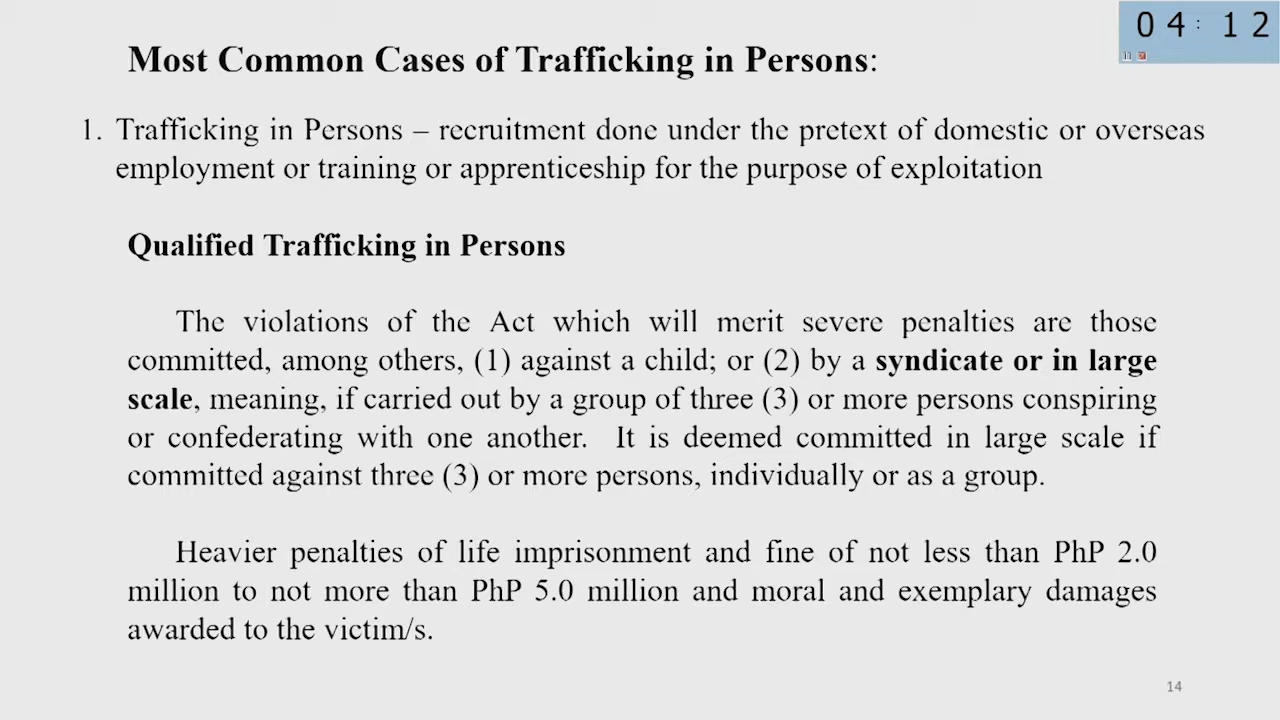 04:12
Most Common Cases of Trafficking in Persons:
1. Trafficking in Persons – recruitment done under the pretext of domestic or overseas
employment or training or apprenticeship for the purpose of exploitation
Qualified Trafficking in Persons
The violations of the Act which will merit severe penalties are those
committed, among others, (1) against a child; or (2) by a syndicate or in large
scale, meaning, if carried out by a group of three (3) or more persons conspiring
or confederating with one another. It is deemed committed in large scale if
committed against three (3) or more persons, individually or as a group.
Heavier penalties of life imprisonment and fine of not less than PhP 2.0
million to not more than PhP 5.0 million and moral and exemplary damages
awarded to the victim/s.
14